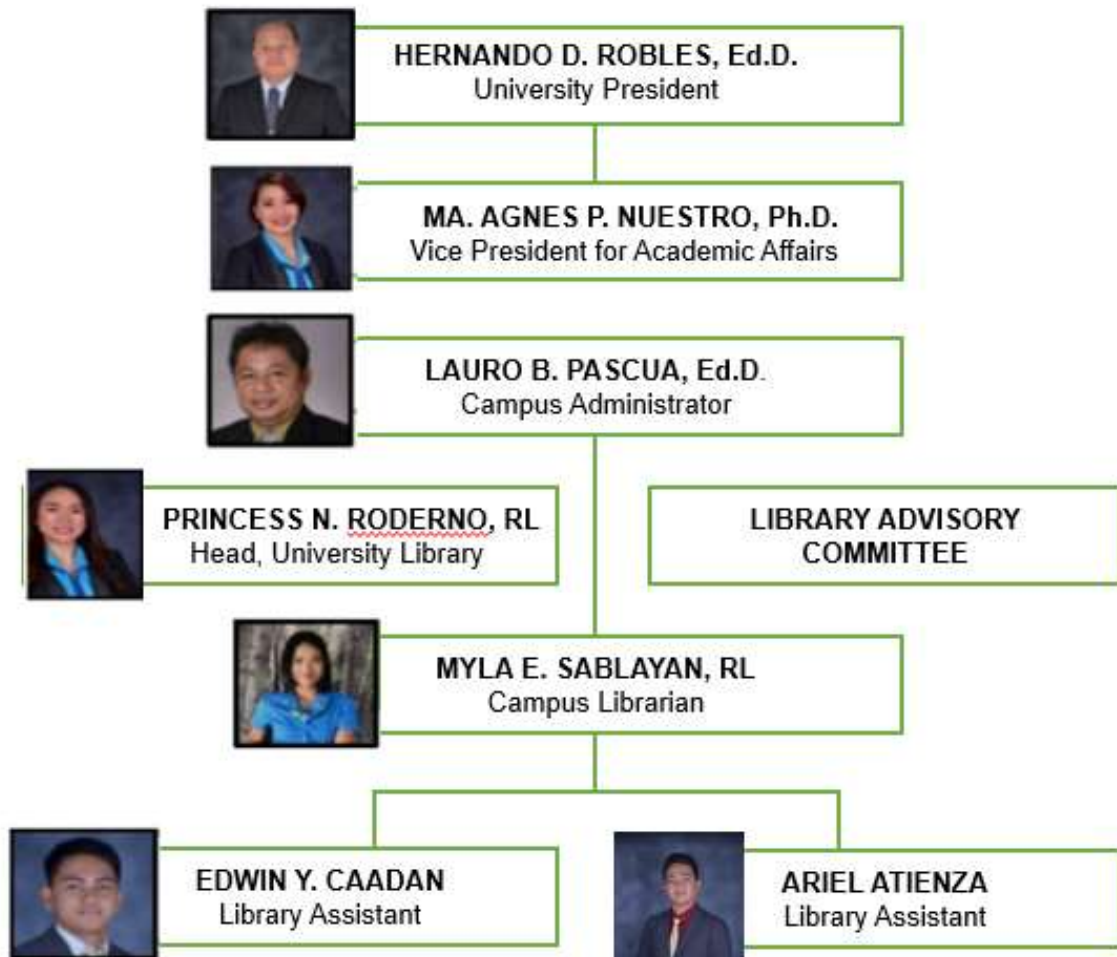 HERNANDO D. ROBLES, Ed.D.
University President
MA. AGNES P. NUESTRO, Ph.D.
Vice President for Academic Affairs
LAURO B. PASCUA, Ed.D.
Campus Administrator
PRINCESS N. RODERNO, RL
Head, University Library
LIBRARY ADVISORY
COMMITTEE
MYLA E. SABLAYAN, RL
Campus Librarian
EDWIN Y. CAADAN
Library Assistant
ARIEL ATIENZA
Library Assistant